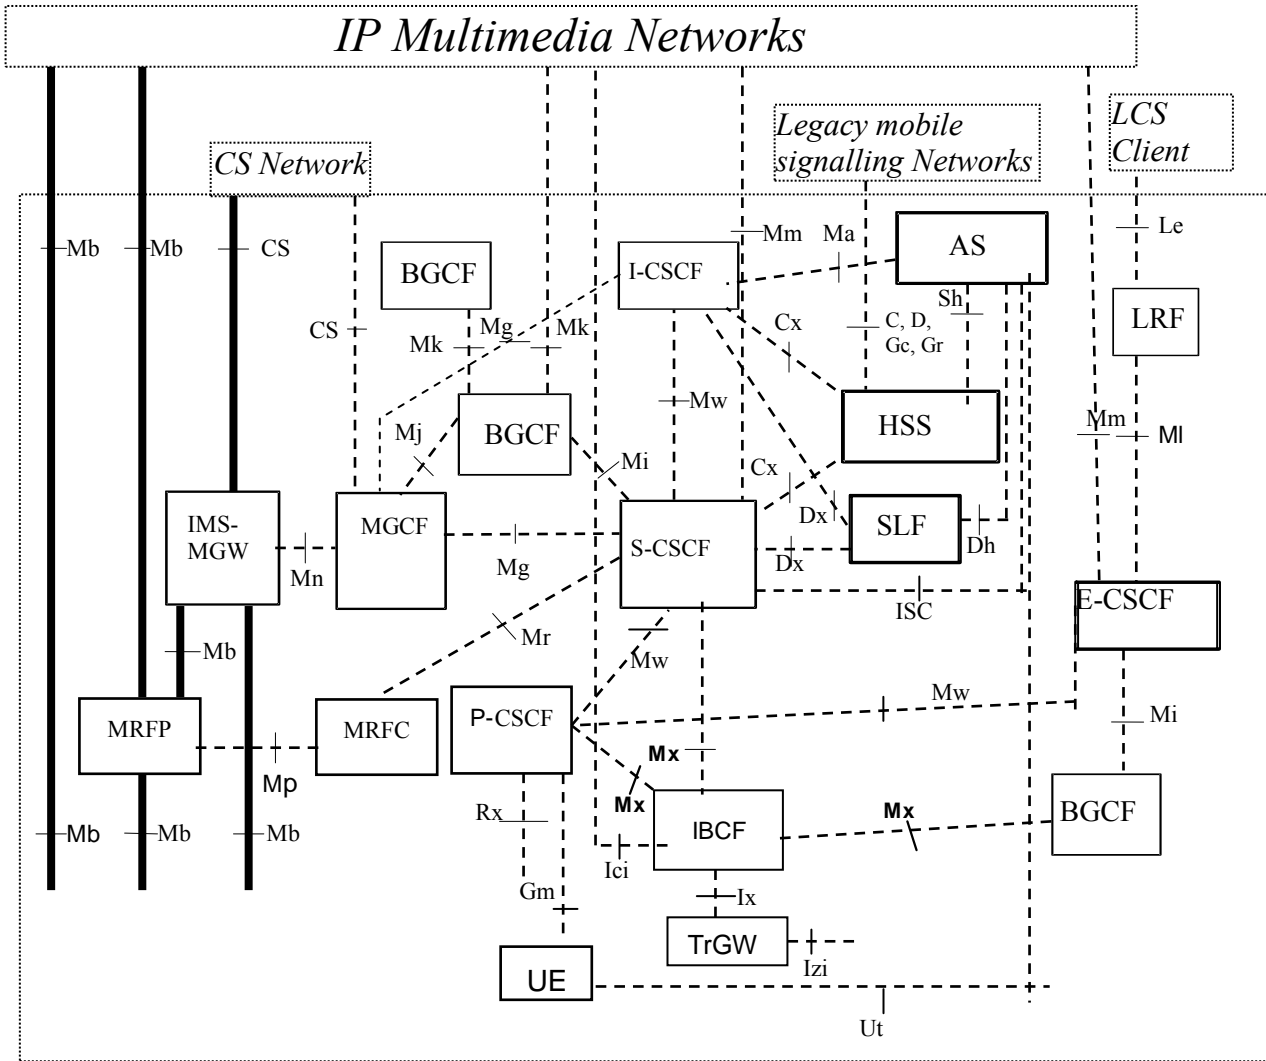 IP Multimedia Networks
Legacy mobile
signalling Networks
LCS
Client
CS Network
Mb
Mb
CS
BGCF
I-CSCF
Mm
Ma
AS
Le
Sh
LRF
CS
Mk
Mg
Mk
Cx
C, D,
Gc, Gr
Mw
Mj
BGCF
Mi
HSS
Mm
Ml
Cx
IMS-
MGW
MGCF
S-CSCF
Dx
SLF
Mn
Mg
Dx
Dh
ISC
E-CSCF
Mb
Mr
Mw
Mw
MRFP
MRFC
P-CSCF
Mi
Mp
Mx
Mx
Rx
Mb
Mb
Mb
IBCF
Mx
BGCF
Ici
Gm
Ix
TrGW
Izi
UE
Ut